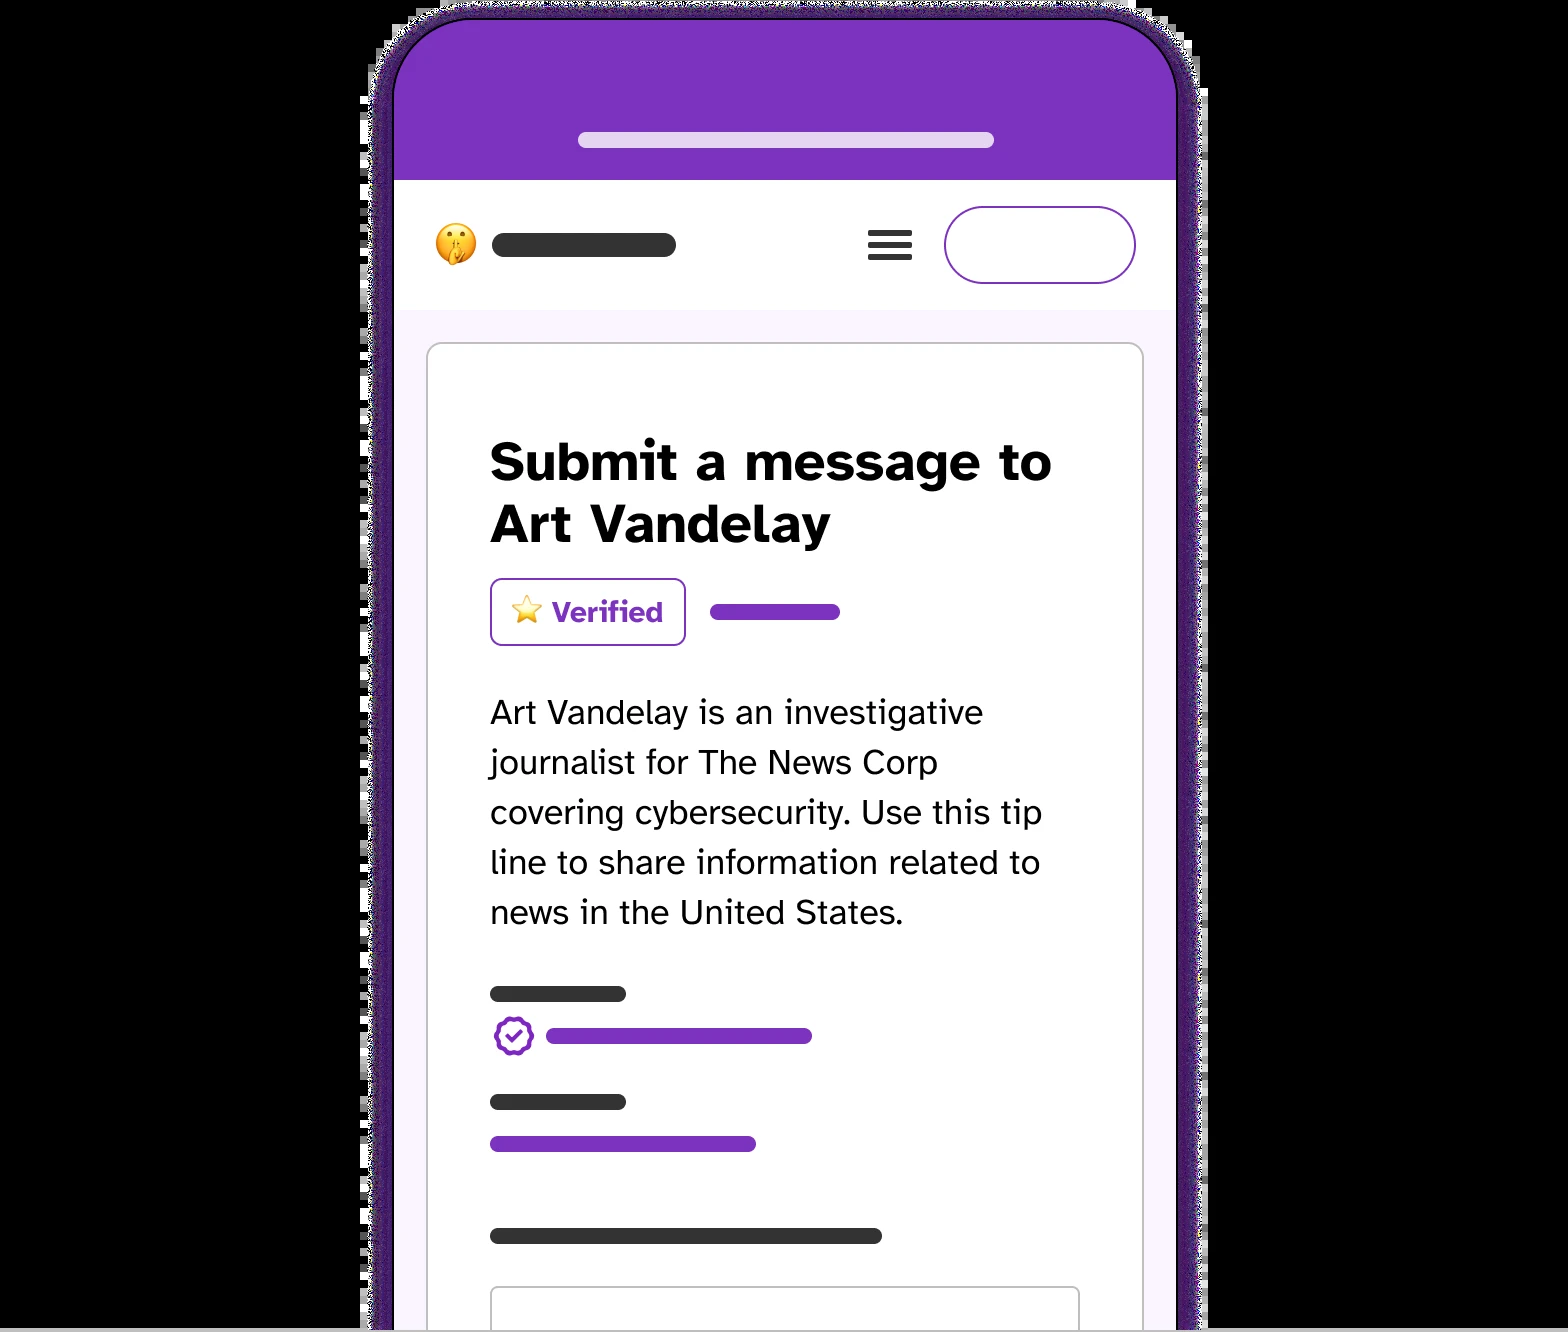 Submit a message to
Art Vandelay
Verified
Art Vandelay is an investigative
journalist for The News Corp
covering cybersecurity. Use this tip
line to share information related to
news in the United States.